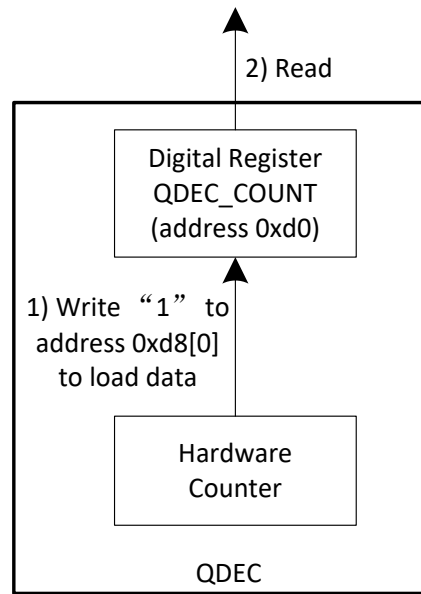 2) Read
Digital Register
QDEC_COUNT
(address 0xd0)
1) Write “1” to
address 0xd8[0]
to load data
Hardware
Counter
QDEC